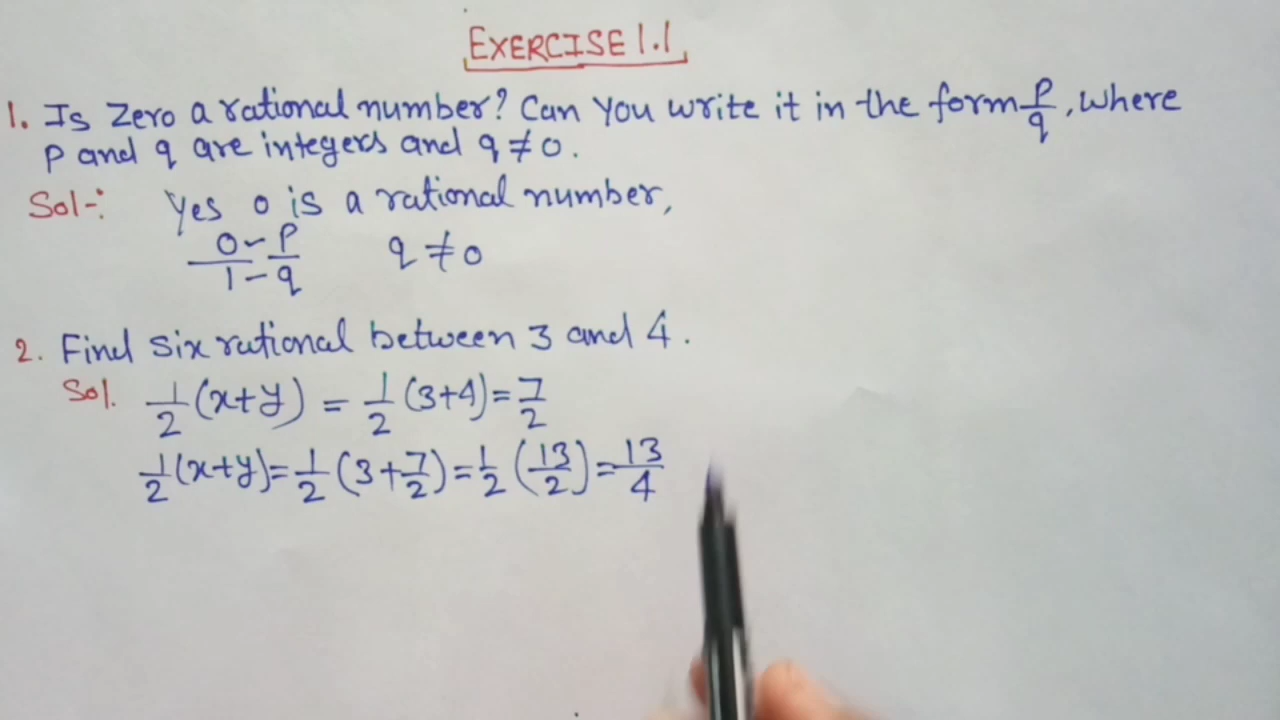 EXERCISE 1.1
1. Is Zero a rational number? Can you write it in the form p/q, where
p and q are integers and q ≠ 0.
Sol-: Yes 0 is a rational number,
0 - p / 1 - q   q ≠ 0
2. Find six rational between 3 and 4.
Sol. 1/2 (x+y) = 1/2 (3+4) = 7/2
1/2 (x+y) = 1/2 (3 + 7/2) = 1/2 (13/2) = 13/4